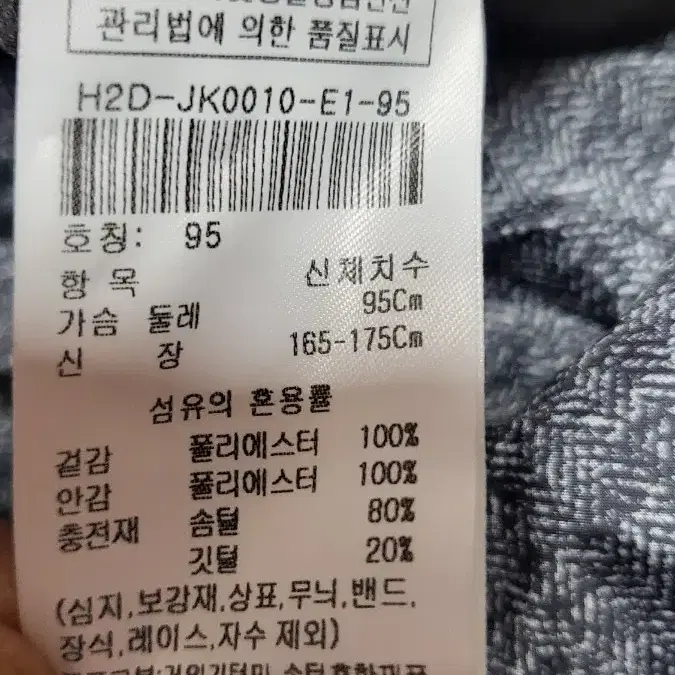 관리법에 의한 품질표시
H2D-JK0010-E1-95
호칭: 95
항 목 신체치수
가슴 둘레 95Cm
신 장 165-175Cm
섬유의 혼용률
겉감 폴리에스터 100%
안감 폴리에스터 100%
충전재 솜털 80%
깃털 20%
(심지,보강재,상표,무늬,밴드,
장식,레이스,자수 제외)